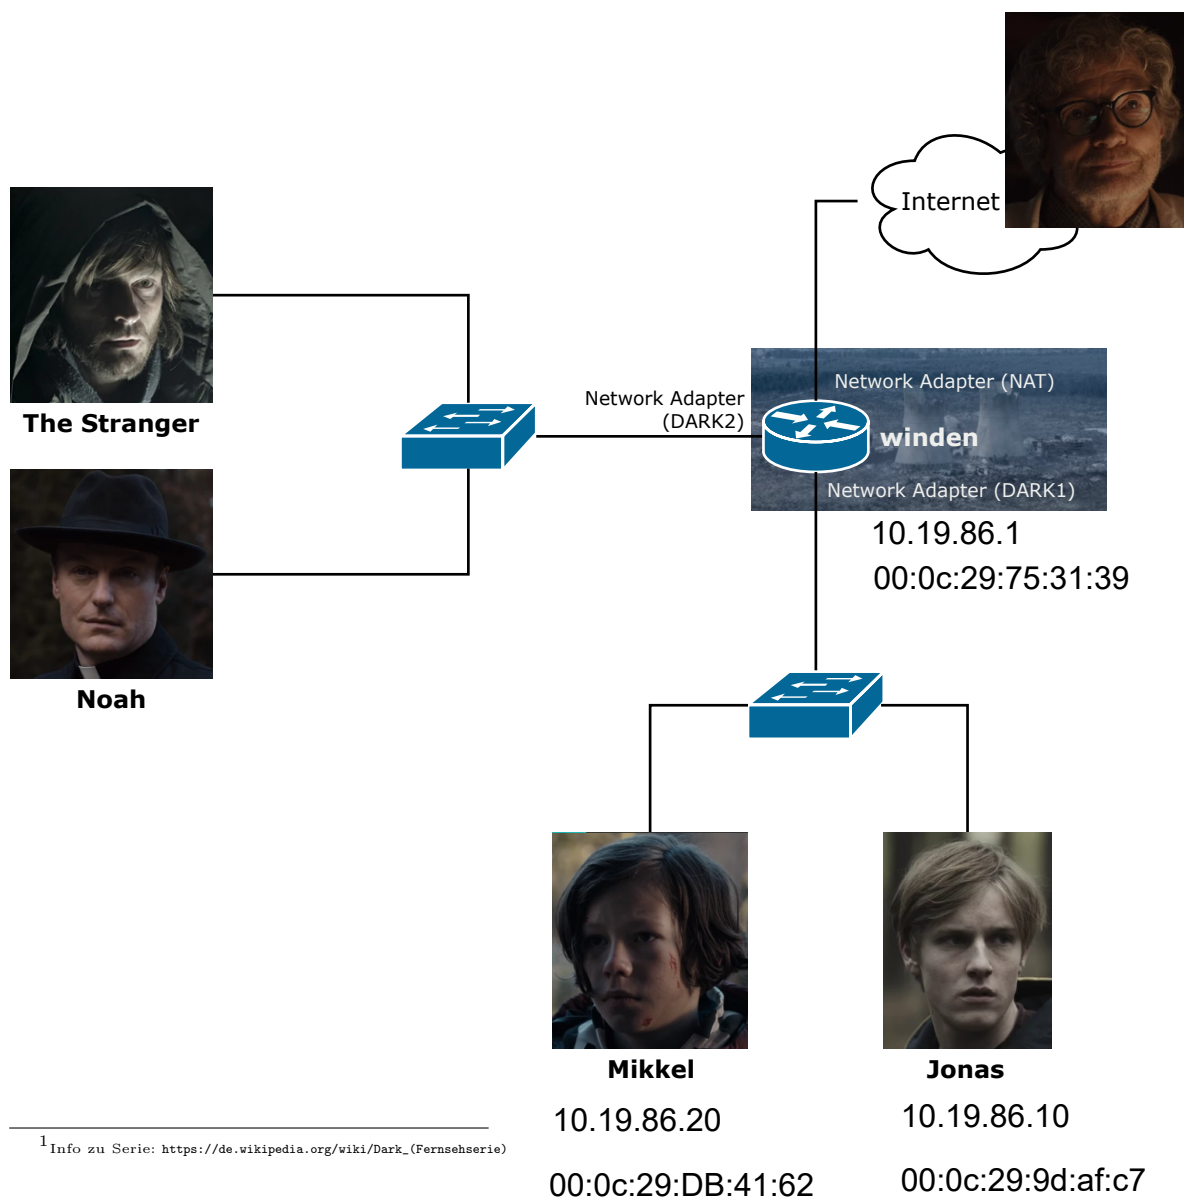 Internet
The Stranger
Network Adapter
(DARK2)
Network Adapter (NAT)
winden
Network Adapter (DARK1)
10.19.86.1
00:0c:29:75:31:39
Noah
Mikkel
Jonas
10.19.86.20
10.19.86.10
1Info zu Serie: https://de.wikipedia.org/wiki/Dark_(Fernsehserie)
00:0c:29:DB:41:62
00:0c:29:9d:af:c7